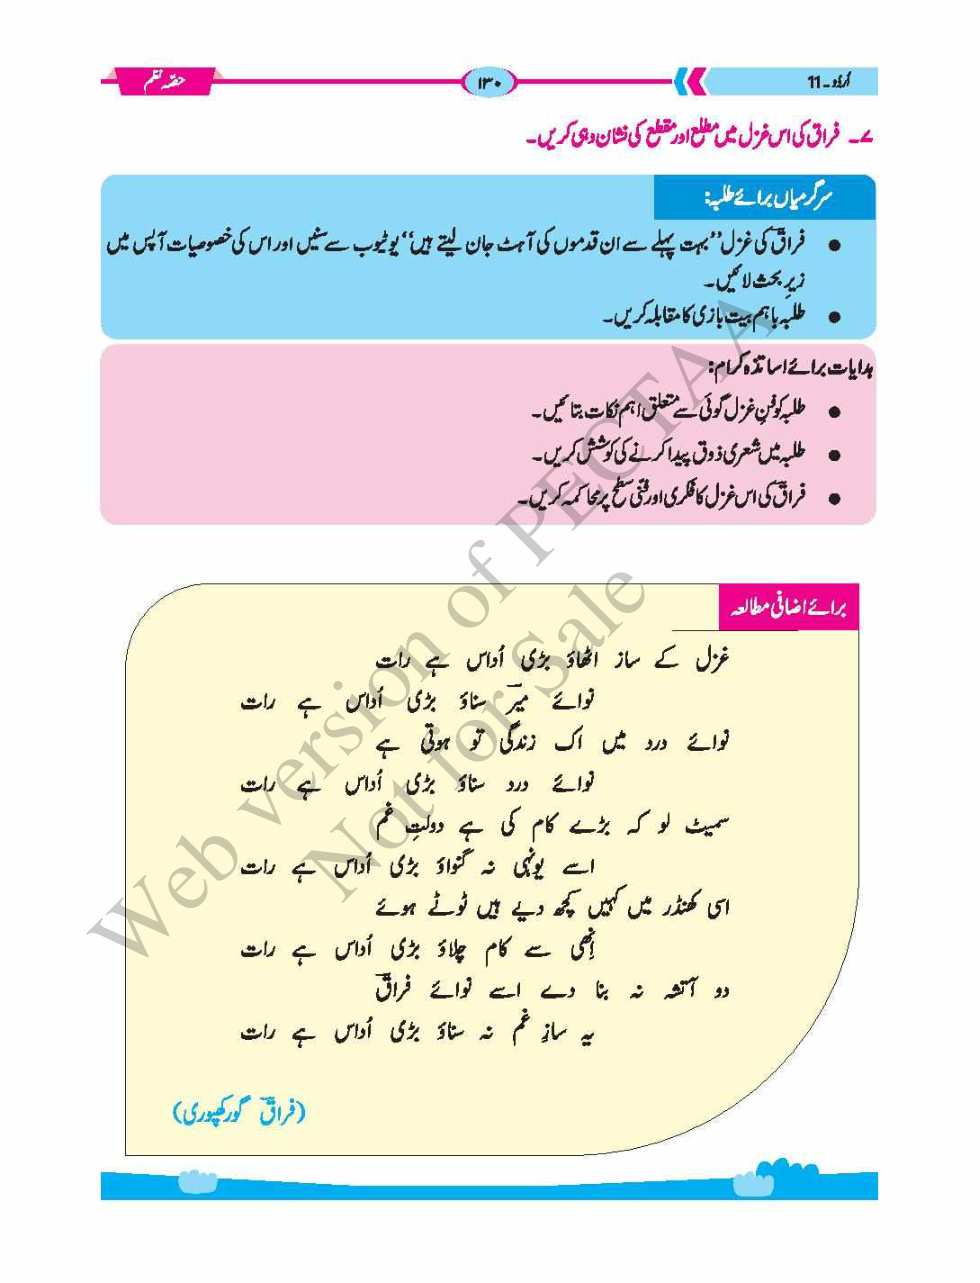 اُردُو ۔ 11
۱۳۰
حصّہ نظم
۷۔ فراق کی اس غزل میں مطلع اور مقطع کی نشان دہی کریں۔
سرگرمیاں برائے طلبہ:
● فراقؔ کی غزل ”بہت پہلے سے ان قدموں کی آہٹ جان لیتے ہیں“ یوٹیوب سے سنیں اور اس کی خصوصیات آپس میں
زیرِ بحث لائیں۔
● طلبہ باہم بیت بازی کا مقابلہ کریں۔
ہدایات برائے اساتذہ کرام:
● طلبہ کو فنِ غزل گوئی سے متعلق اہم نکات بتائیں۔
● طلبہ میں شعری ذوق پیدا کرنے کی کوشش کریں۔
● فراقؔ کی اس غزل کا فکری اور فنّی سطح پر محاکمہ کریں۔
برائے اضافی مطالعہ
غزل کے ساز اٹھاؤ بڑی اُداس ہے رات
نوائے میرؔ سناؤ بڑی اُداس ہے رات
نوائے درد میں اک زندگی تو ہوتی ہے
نوائے درد سناؤ بڑی اُداس ہے رات
سمیٹ لو کہ بڑے کام کی ہے دولتِ غم
اسے یونہی نہ گنواؤ بڑی اُداس ہے رات
اسی کھنڈر میں کہیں کچھ دیے ہیں ٹوٹے ہوئے
اِنھی سے کام چلاؤ بڑی اُداس ہے رات
دو آتشہ نہ بنا دے اسے نوائے فراقؔ
یہ سازِ غم نہ سناؤ بڑی اُداس ہے رات
(فراقؔ گورکھپوری)
Web version of PECTAA
Not for Sale